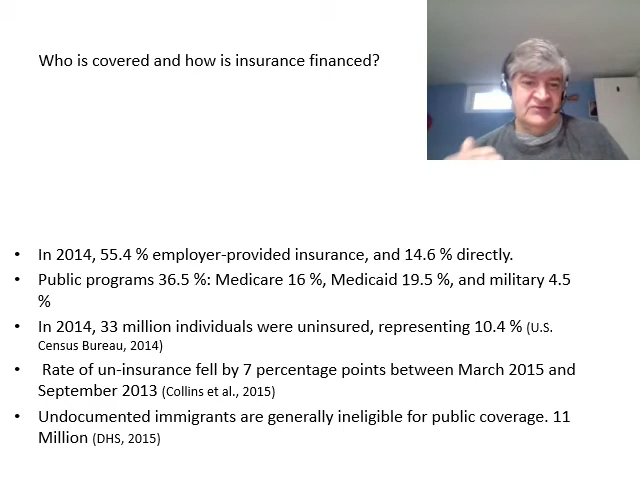 Who is covered and how is insurance financed?
• In 2014, 55.4 % employer-provided insurance, and 14.6 % directly.
• Public programs 36.5 %: Medicare 16 %, Medicaid 19.5 %, and military 4.5
%
• In 2014, 33 million individuals were uninsured, representing 10.4 % (U.S.
Census Bureau, 2014)
• Rate of un-insurance fell by 7 percentage points between March 2015 and
September 2013 (Collins et al., 2015)
• Undocumented immigrants are generally ineligible for public coverage. 11
Million (DHS, 2015)